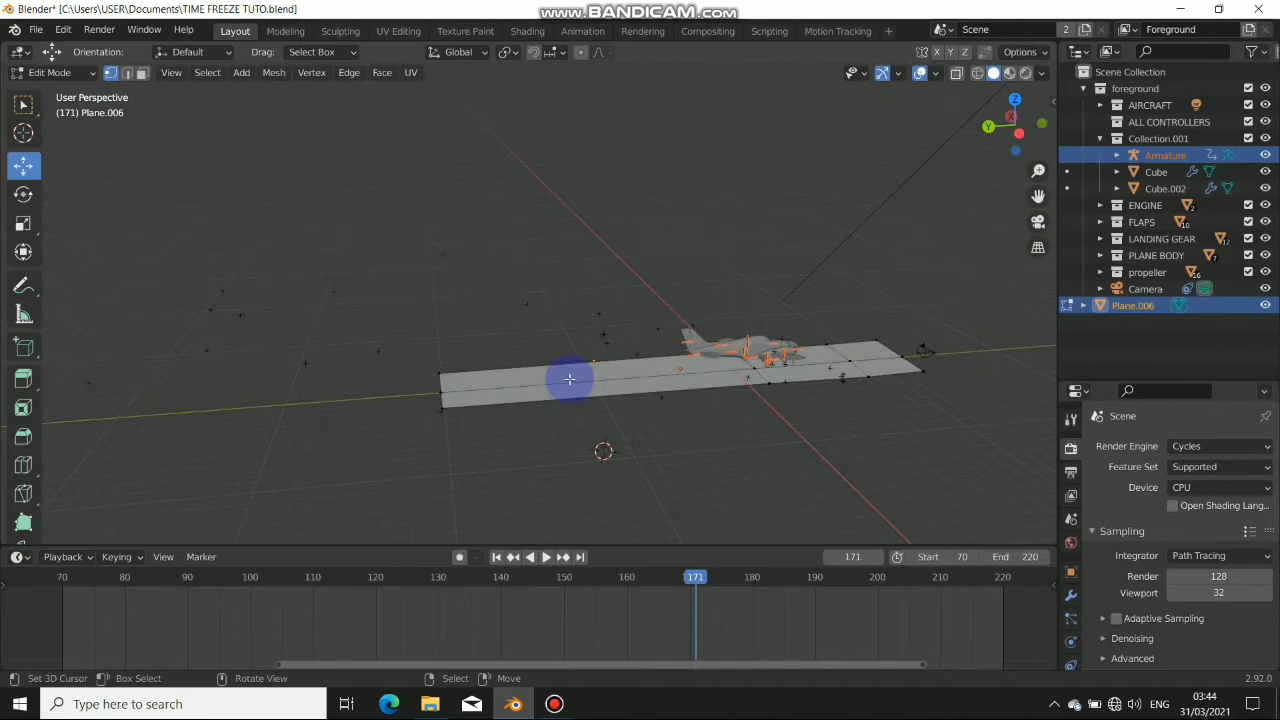 Blender* [C:\Users\USER\Documents\TIME FREEZE TUTO.blend]
www.BANDICAM.com
File Edit Render Window Help
Layout Modeling Sculpting UV Editing Texture Paint Shading Animation Rendering Compositing Scripting Motion Tracking +
Scene 2
Foreground
Orientation: Default Drag: Select Box Global X Y Z Options
Edit Mode View Select Add Mesh Vertex Edge Face UV
User Perspective
(171) Plane.006
Z
X
Y
Scene Collection
foreground
AIRCRAFT
ALL CONTROLLERS
Collection.001
Armature
Cube
Cube.002
ENGINE 2
FLAPS 10
LANDING GEAR 12
PLANE BODY 7
propeller 16
Camera
Plane.006
Scene
Render Engine Cycles
Feature Set Supported
Device CPU
Open Shading Lang...
Sampling
Integrator Path Tracing
Render 128
Viewport 32
Adaptive Sampling
Denoising
Advanced
Playback Keying View Marker 171 Start 70 End 220
70 80 90 100 110 120 130 140 150 160 171 180 190 200 210 220
Set 3D Cursor Box Select Rotate View Select Move 2.92.0
Type here to search
ENG
03:44
31/03/2021